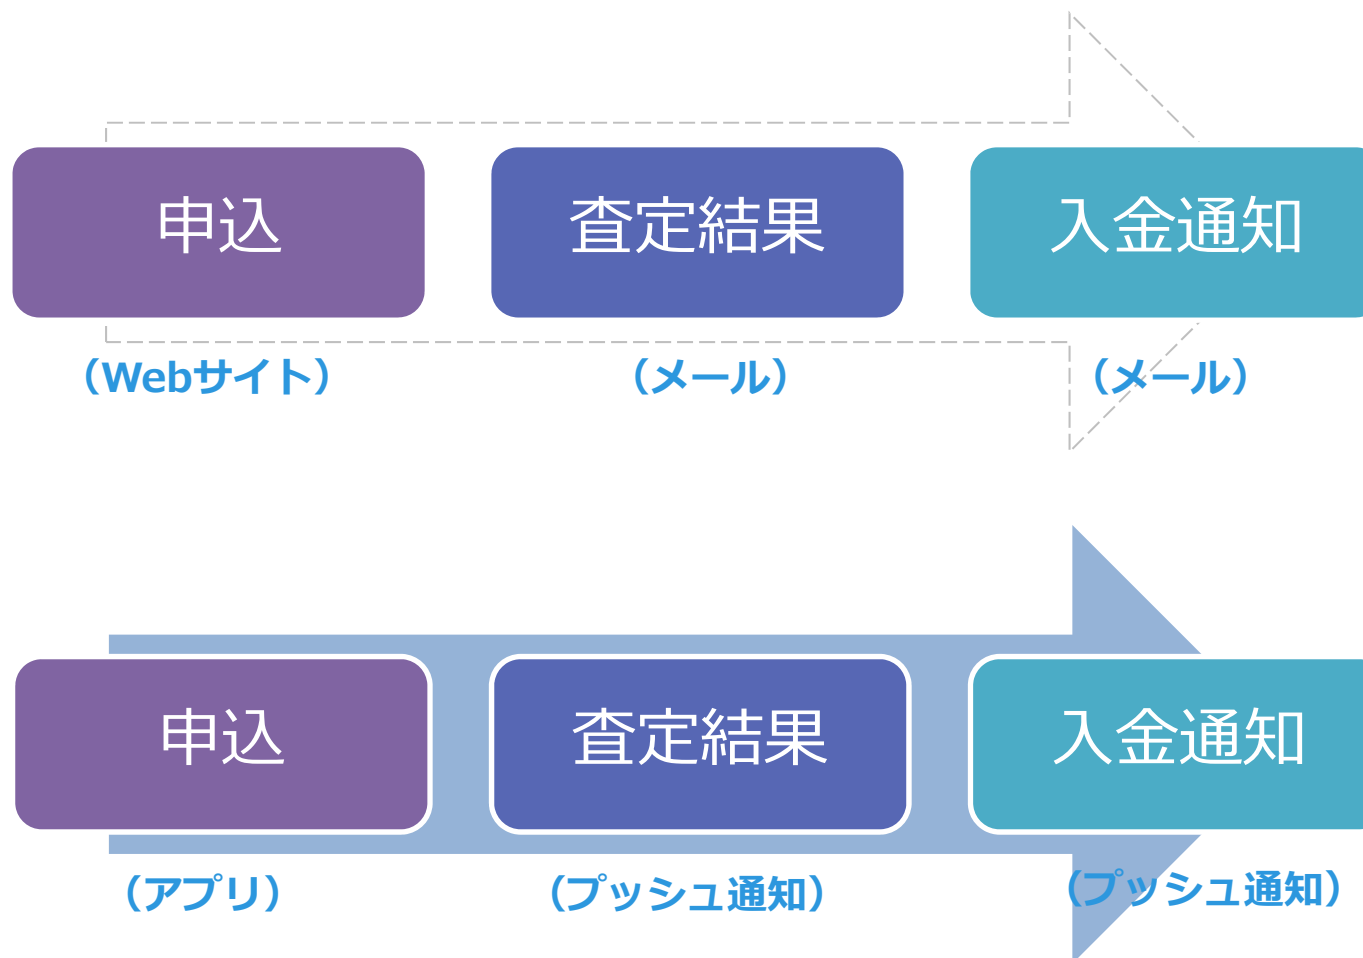 申込 査定結果 入金通知
（Webサイト） （メール） （メール）
申込 査定結果 入金通知
（アプリ） （プッシュ通知） （プッシュ通知）